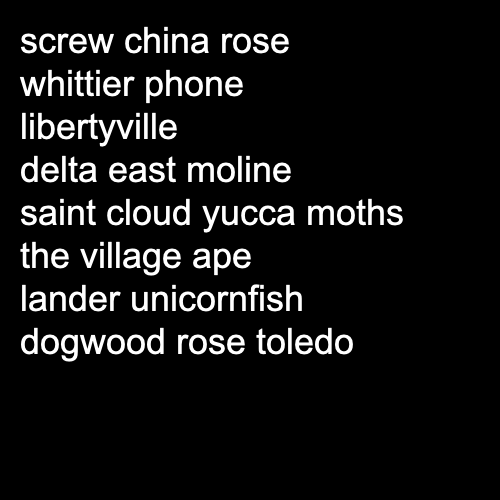 screw china rose
whittier phone
libertyville
delta east moline
saint cloud yucca moths
the village ape
lander unicornfish
dogwood rose toledo